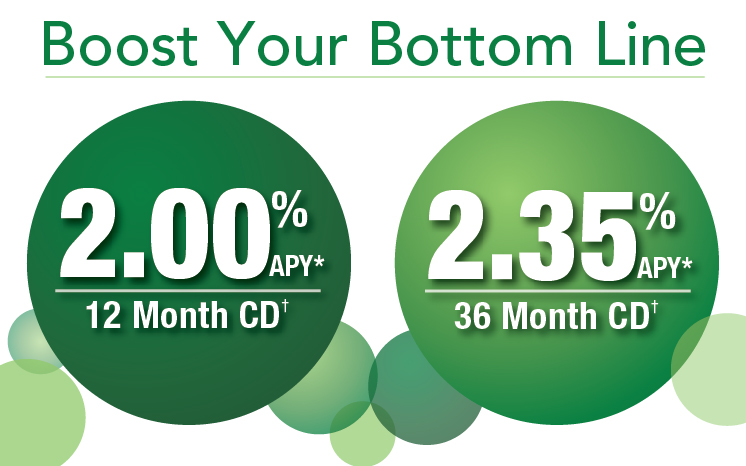 Boost Your Bottom Line
2.00% APY*
12 Month CD†
2.35% APY*
36 Month CD†